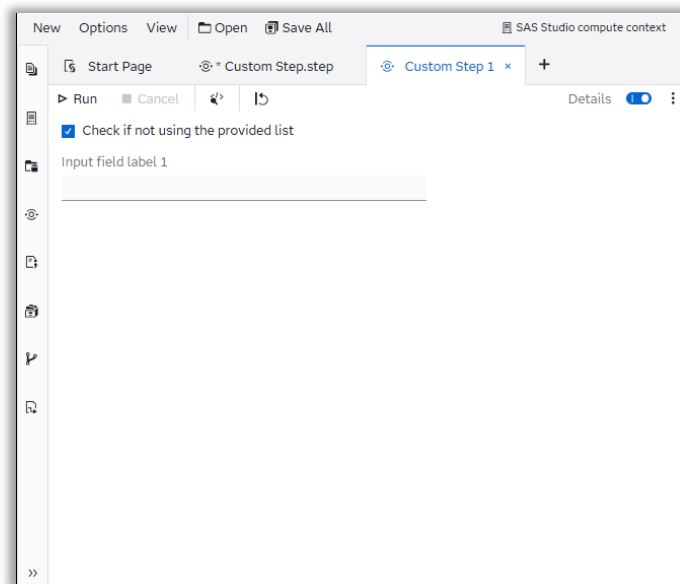 New Options View Open Save All SAS Studio compute context
Start Page * Custom Step.step Custom Step 1 × +
Run Cancel Details
Check if not using the provided list
Input field label 1